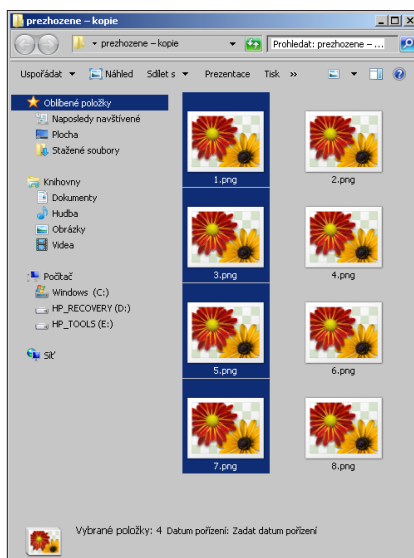 prezhozene – kopie
prezhozene – kopie
Prohledat: prezhozene – ...
Uspořádat Náhled Sdílet s Prezentace Tisk »
Oblíbené položky
Naposledy navštívené
Plocha
Stažené soubory
Knihovny
Dokumenty
Hudba
Obrázky
Videa
Počítač
Windows (C:)
HP_RECOVERY (D:)
HP_TOOLS (E:)
Síť
1.png 2.png
3.png 4.png
5.png 6.png
7.png 8.png
Vybrané položky: 4 Datum pořízení: Zadat datum pořízení